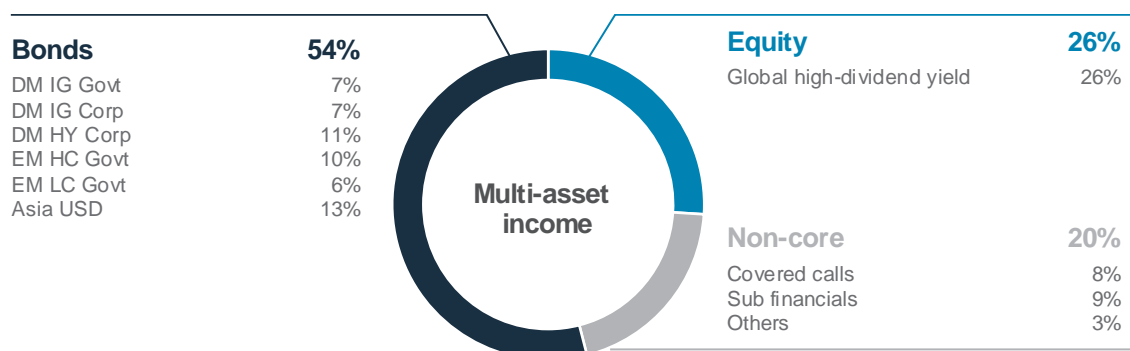 Bonds 54%
DM IG Govt 7%
DM IG Corp 7%
DM HY Corp 11%
EM HC Govt 10%
EM LC Govt 6%
Asia USD 13%
Multi-asset
income
Equity 26%
Global high-dividend yield 26%
Non-core 20%
Covered calls 8%
Sub financials 9%
Others 3%